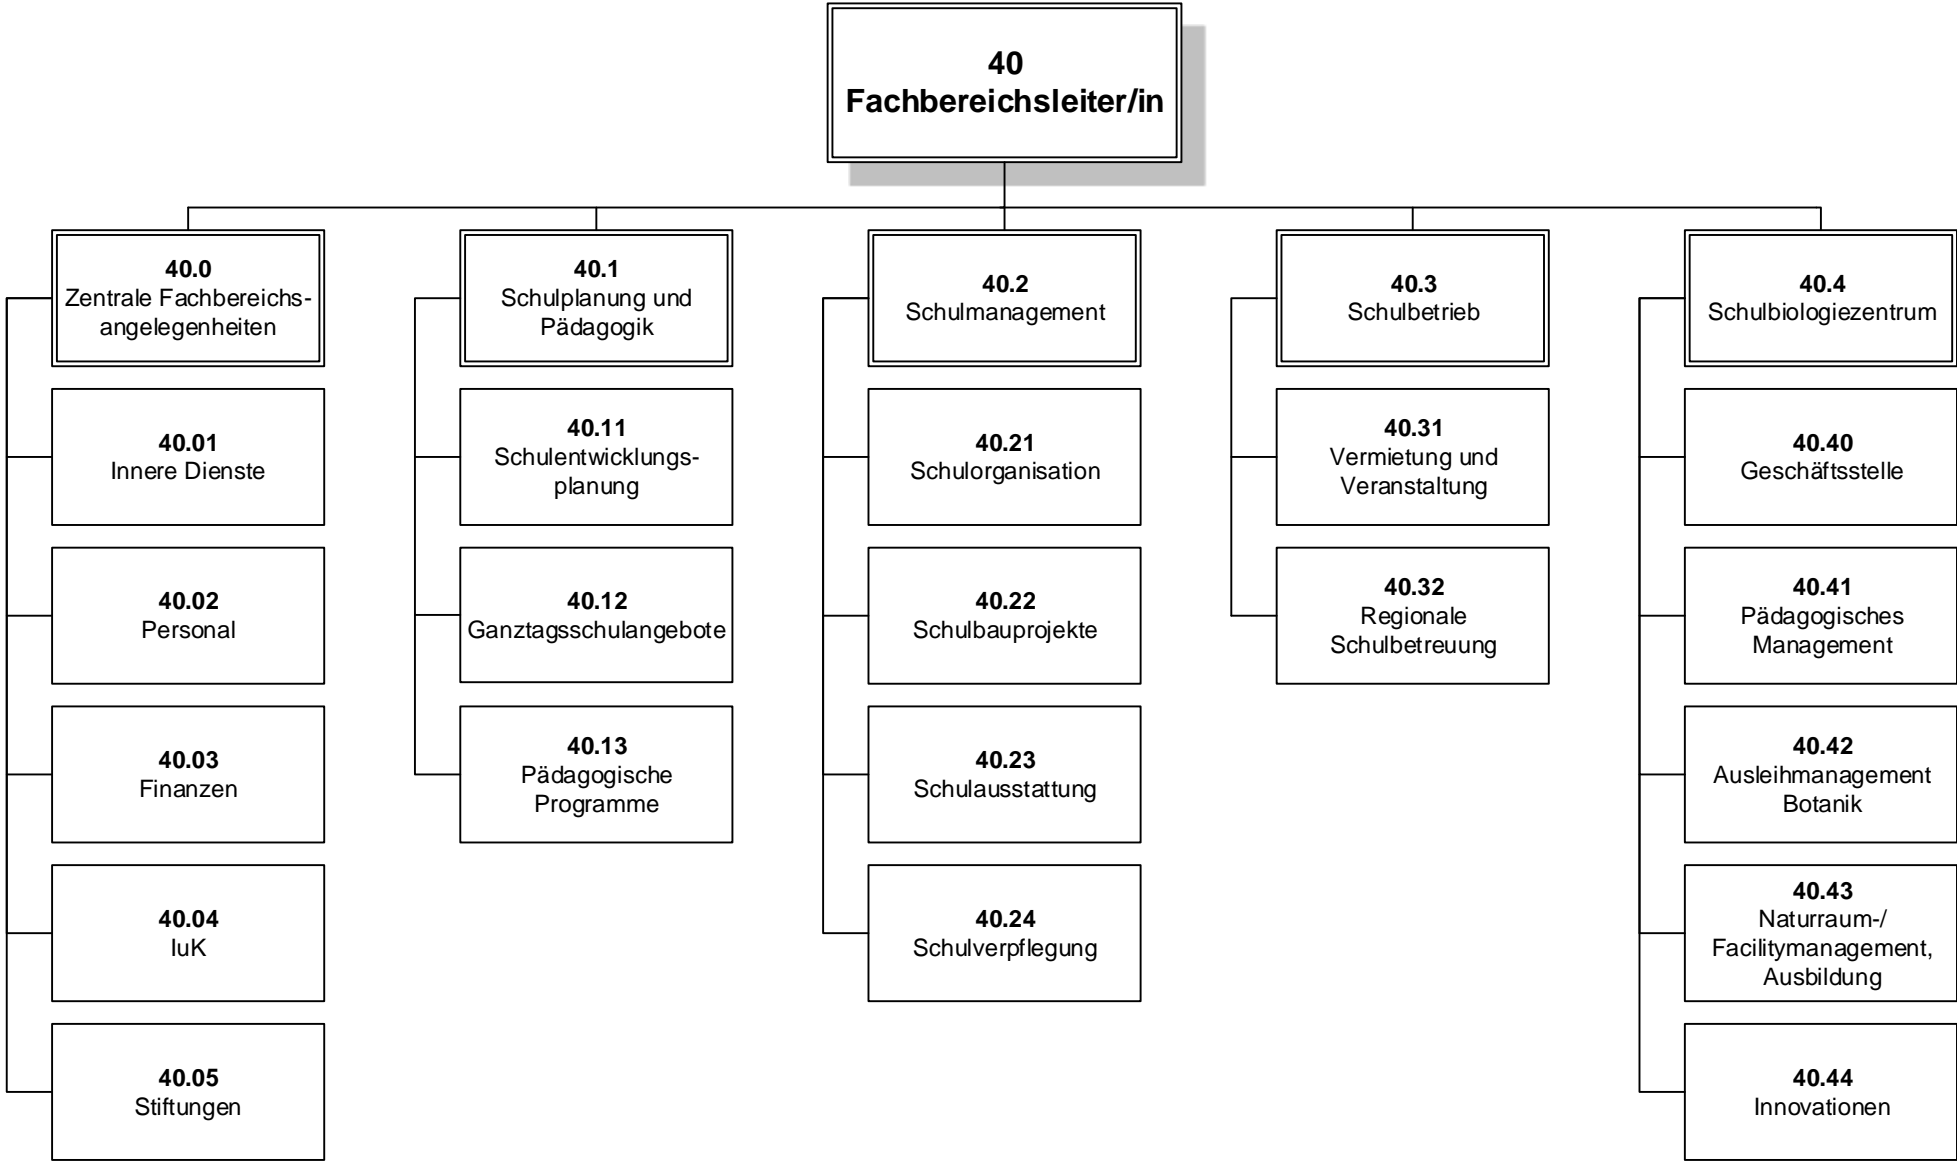 40
Fachbereichsleiter/in
40.0
Zentrale Fachbereichs-
angelegenheiten
40.01
Innere Dienste
40.02
Personal
40.03
Finanzen
40.04
IuK
40.05
Stiftungen
40.1
Schulplanung und
Pädagogik
40.11
Schulentwicklungs-
planung
40.12
Ganztagsschulangebote
40.13
Pädagogische
Programme
40.2
Schulmanagement
40.21
Schulorganisation
40.22
Schulbauprojekte
40.23
Schulausstattung
40.24
Schulverpflegung
40.3
Schulbetrieb
40.31
Vermietung und
Veranstaltung
40.32
Regionale
Schulbetreuung
40.4
Schulbiologiezentrum
40.40
Geschäftsstelle
40.41
Pädagogisches
Management
40.42
Ausleihmanagement
Botanik
40.43
Naturraum-/
Facilitymanagement,
Ausbildung
40.44
Innovationen